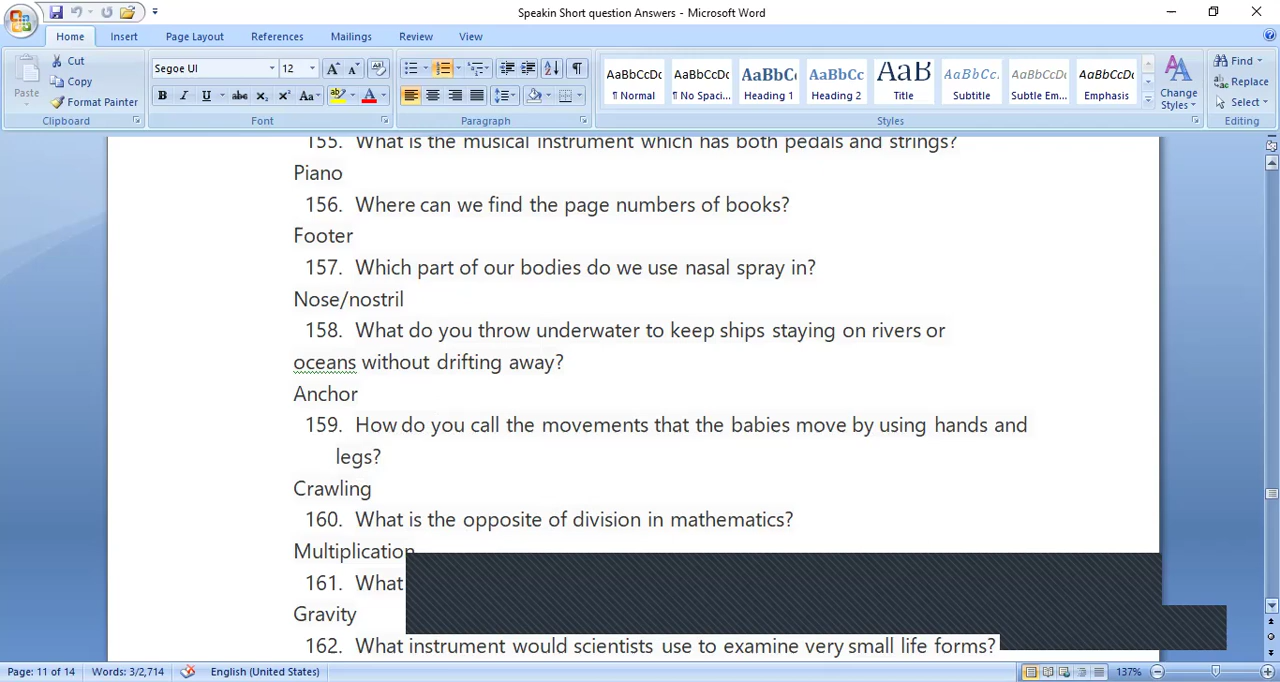 Speakin Short question Answers - Microsoft Word
Home Insert Page Layout References Mailings Review View
Paste Cut Copy Format Painter
Segoe UI 12
AaBbCcDc AaBbCcDc AaBbC AaBbCc AaB AaBbCc. AaBbCcDc AaBbCcDc
¶ Normal ¶ No Spaci... Heading 1 Heading 2 Title Subtitle Subtle Em... Emphasis
Change Styles
Find
Replace
Select
Clipboard Font Paragraph Styles Editing
155. What is the musical instrument which has both pedals and strings?
Piano
156. Where can we find the page numbers of books?
Footer
157. Which part of our bodies do we use nasal spray in?
Nose/nostril
158. What do you throw underwater to keep ships staying on rivers or
oceans without drifting away?
Anchor
159. How do you call the movements that the babies move by using hands and
legs?
Crawling
160. What is the opposite of division in mathematics?
Multiplication
161. What
Gravity
162. What instrument would scientists use to examine very small life forms?
Page: 11 of 14 Words: 3/2,714 English (United States) 137%